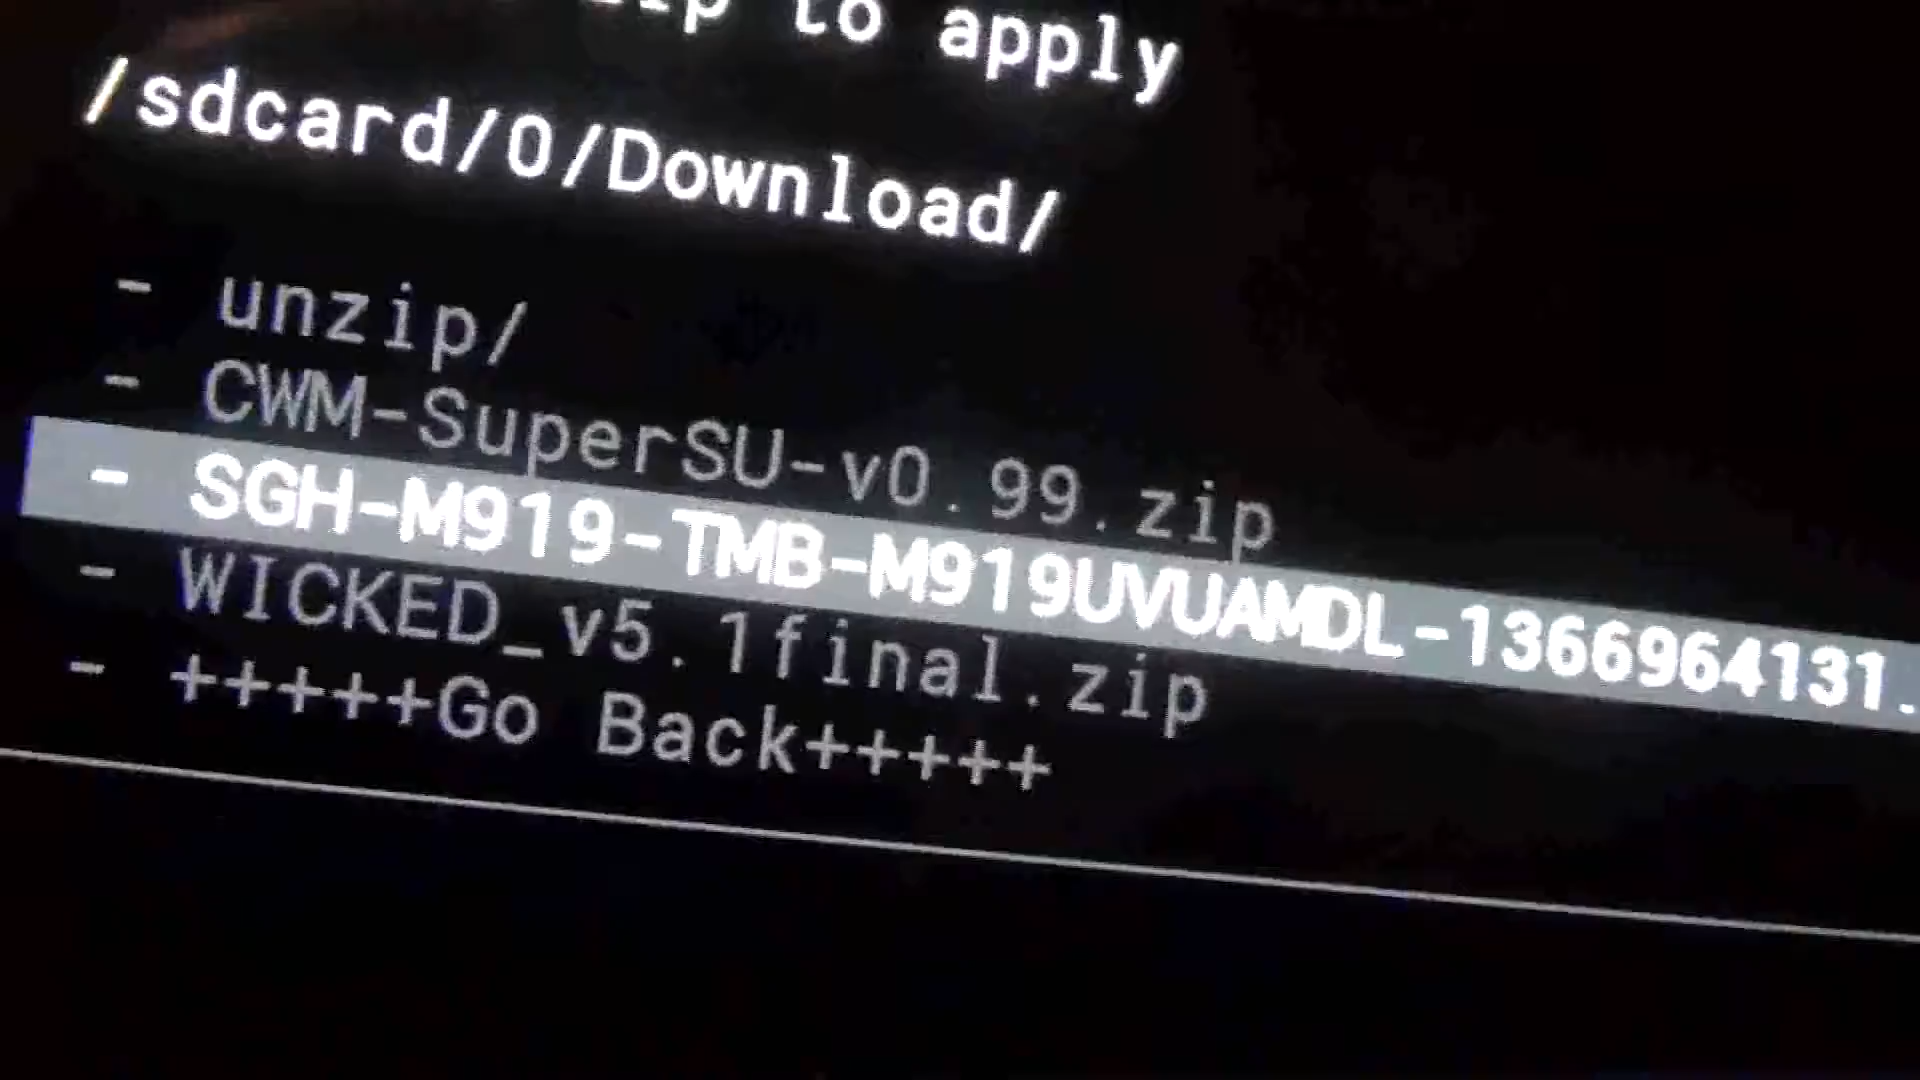 to apply
/sdcard/0/Download/
- unzip/
- CWM-SuperSU-v0.99.zip
- SGH-M919-TMB-M919UVUAMDL-1366964131.
- WICKED_v5.1final.zip
- +++++Go Back+++++